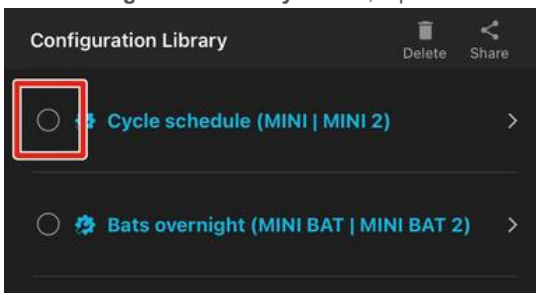 Configuration Library
Delete Share
Cycle schedule (MINI | MINI 2)
Bats overnight (MINI BAT | MINI BAT 2)